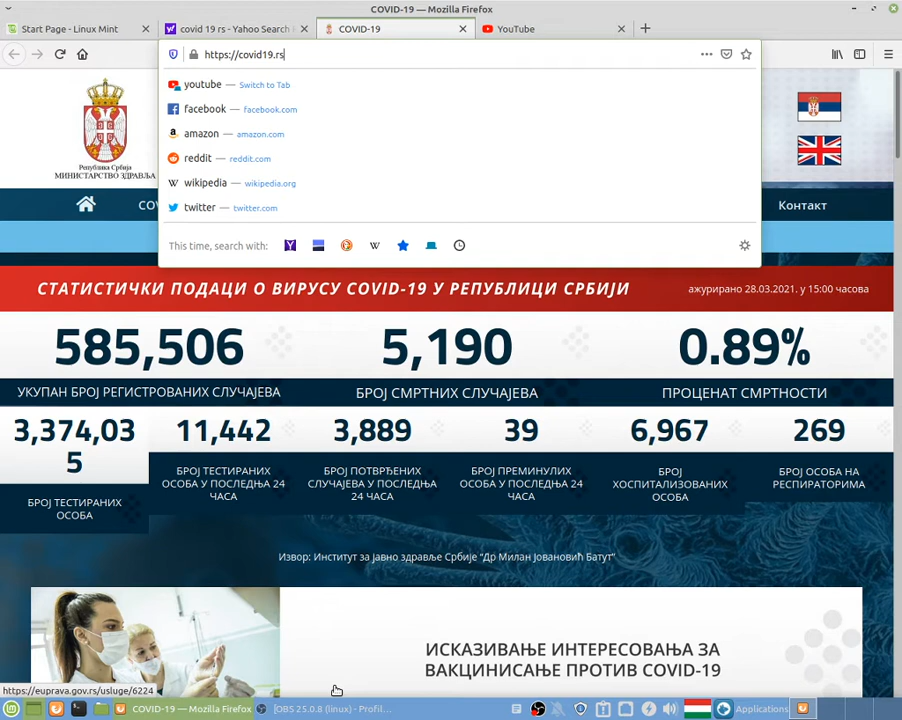 COVID-19 — Mozilla Firefox
Start Page - Linux Mint
covid 19 rs - Yahoo Search
COVID-19
YouTube
https://covid19.rs
youtube — Switch to Tab
facebook — facebook.com
amazon — amazon.com
reddit — reddit.com
wikipedia — wikipedia.org
twitter — twitter.com
This time, search with:
Република Србија
МИНИСТАРСТВО ЗДРАВЉА
CO
Контакт
СТАТИСТИЧКИ ПОДАЦИ О ВИРУСУ COVID-19 У РЕПУБЛИЦИ СРБИЈИ
ажурирано 28.03.2021. у 15:00 часова
585,506
5,190
0.89%
УКУПАН БРОЈ РЕГИСТРОВАНИХ СЛУЧАЈЕВА
БРОЈ СМРТНИХ СЛУЧАЈЕВА
ПРОЦЕНАТ СМРТНОСТИ
3,374,03
5
БРОЈ ТЕСТИРАНИХ
ОСОБА
11,442
БРОЈ ТЕСТИРАНИХ
ОСОБА У ПОСЛЕДЊА 24
ЧАСА
3,889
БРОЈ ПОТВРЂЕНИХ
СЛУЧАЈЕВА У ПОСЛЕДЊА
24 ЧАСА
39
БРОЈ ПРЕМИНУЛИХ
ОСОБА У ПОСЛЕДЊА 24
ЧАСА
6,967
БРОЈ
ХОСПИТАЛИЗОВАНИХ
ОСОБА
269
БРОЈ ОСОБА НА
РЕСПИРАТОРИМА
Извор: Институт за јавно здравље Србије "Др Милан Јовановић Батут"
ИСКАЗИВАЊЕ ИНТЕРЕСОВАЊА ЗА
ВАКЦИНИСАЊЕ ПРОТИВ COVID-19
https://euprava.gov.rs/usluge/6224
COVID-19 — Mozilla Firefox
[OBS 25.0.8 (linux) - Profil...
Applications